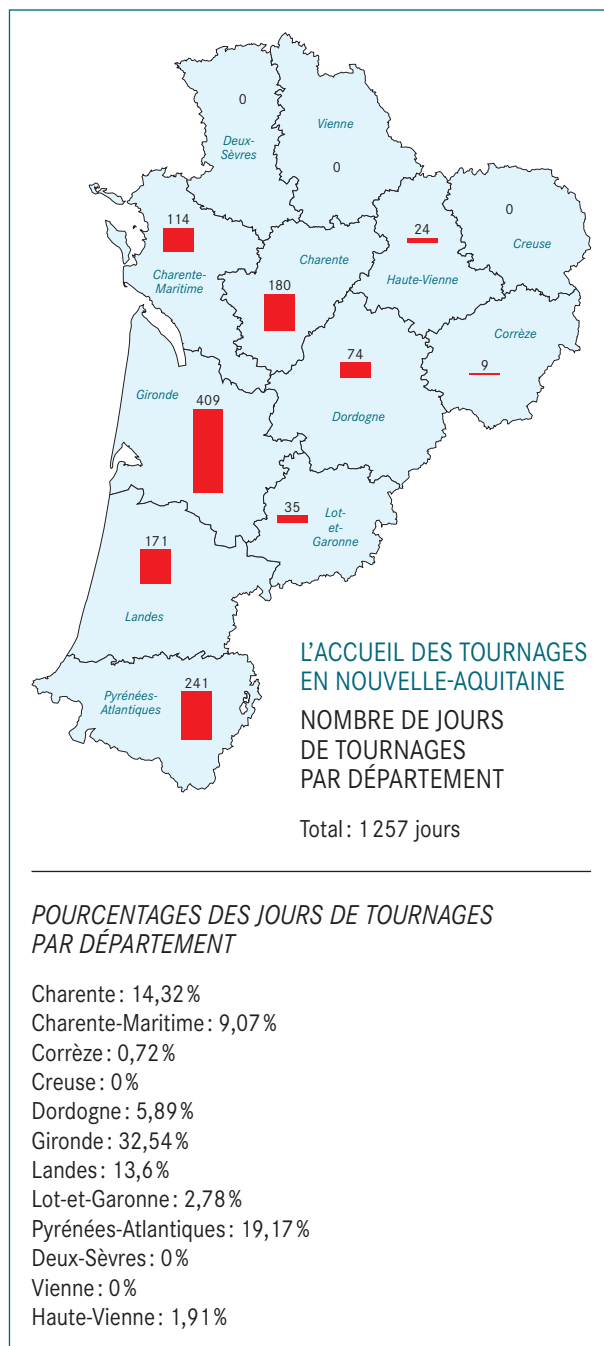 0
Deux-
Sèvres
Vienne
0
0
Creuse
114
Charente-
Maritime
Charente
180
24
Haute-Vienne
Corrèze
9
74
Dordogne
Gironde
409
35
Lot-
et-
Garonne
171
Landes
Pyrénées-
Atlantiques
241
L'ACCUEIL DES TOURNAGES
EN NOUVELLE-AQUITAINE
NOMBRE DE JOURS
DE TOURNAGES
PAR DÉPARTEMENT
Total : 1 257 jours
POURCENTAGES DES JOURS DE TOURNAGES
PAR DÉPARTEMENT
Charente : 14,32 %
Charente-Maritime : 9,07 %
Corrèze : 0,72 %
Creuse : 0 %
Dordogne : 5,89 %
Gironde : 32,54 %
Landes : 13,6 %
Lot-et-Garonne : 2,78 %
Pyrénées-Atlantiques : 19,17 %
Deux-Sèvres : 0 %
Vienne : 0 %
Haute-Vienne : 1,91 %